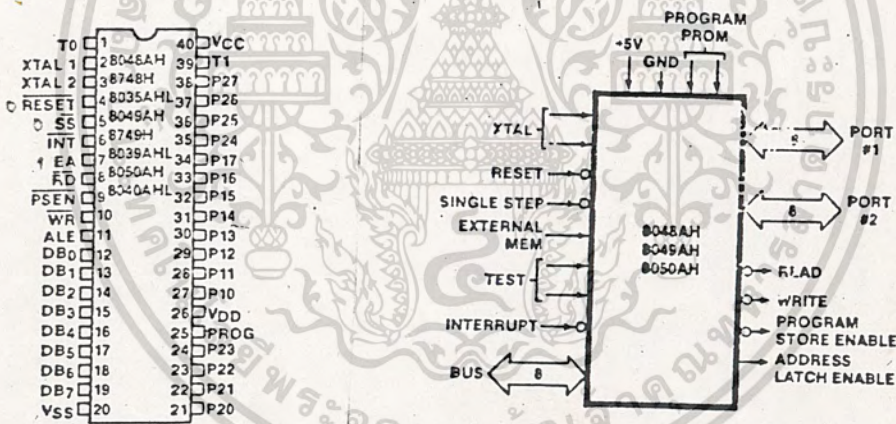 T0 1 40 VCC
XTAL 1 2 8048AH 39 T1
XTAL 2 3 8748H 38 P27
RESET 4 8035AHL 37 P26
SS 5 8049AH 36 P25
INT 6 8749H 35 P24
EA 7 8039AHL 34 P17
RD 8 8050AH 33 P16
PSEN 9 8040AHL 32 P15
WR 10 31 P14
ALE 11 30 P13
DB0 12 29 P12
DB1 13 28 P11
DB2 14 27 P10
DB3 15 26 VDD
DB4 16 25 PROG
DB5 17 24 P23
DB6 18 23 P22
DB7 19 22 P21
VSS 20 21 P20
PROGRAM
PROM
+5V
GND
XTAL
RESET
SINGLE STEP
EXTERNAL
MEM
TEST
INTERRUPT
BUS 8
8048AH
8049AH
8050AH
8 PORT
#1
8 PORT
#2
READ
WRITE
PROGRAM
STORE ENABLE
ADDRESS
LATCH ENABLE